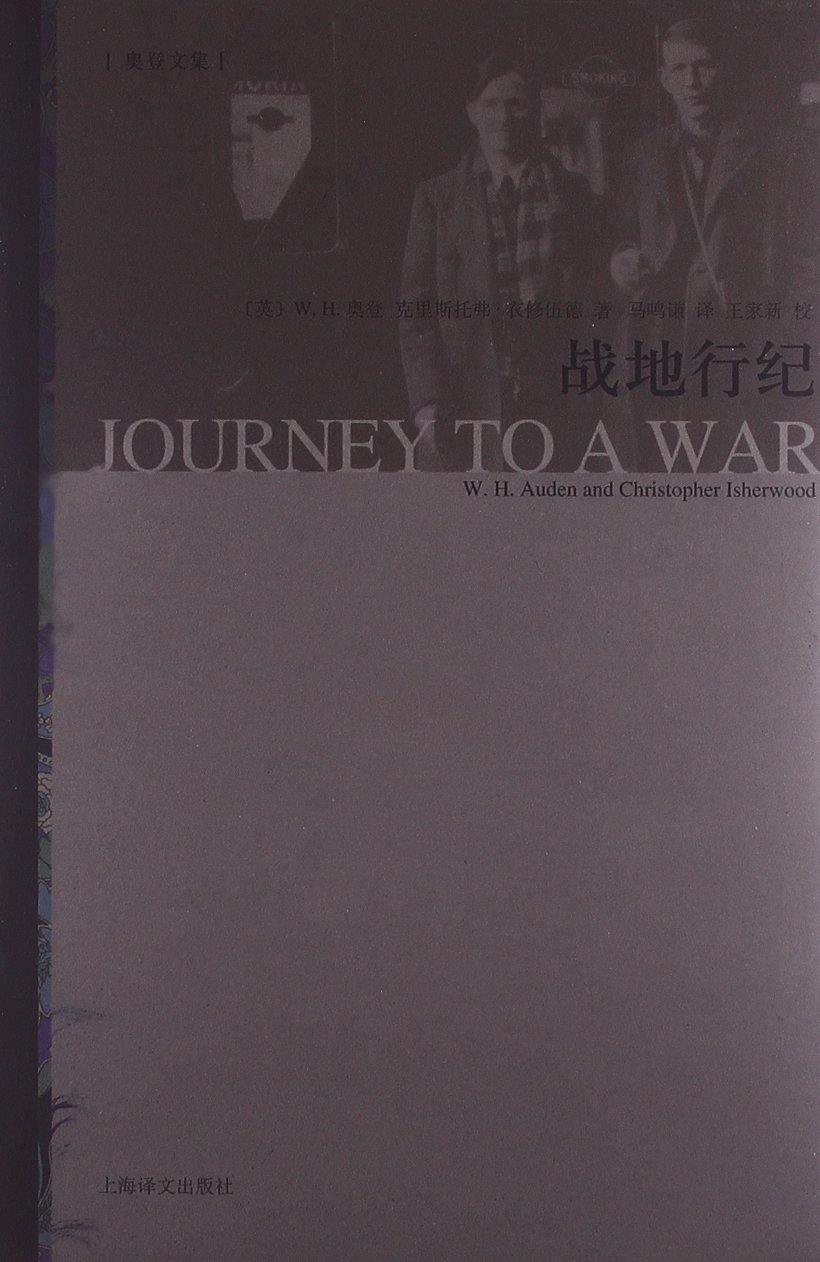 奥登文集
SMOKING
〔英〕W. H. 奥登 克里斯托弗·衣修伍德 著 马鸣谦 译 王家新 校
战地行纪
JOURNEY TO A WAR
W. H. Auden and Christopher Isherwood
上海译文出版社